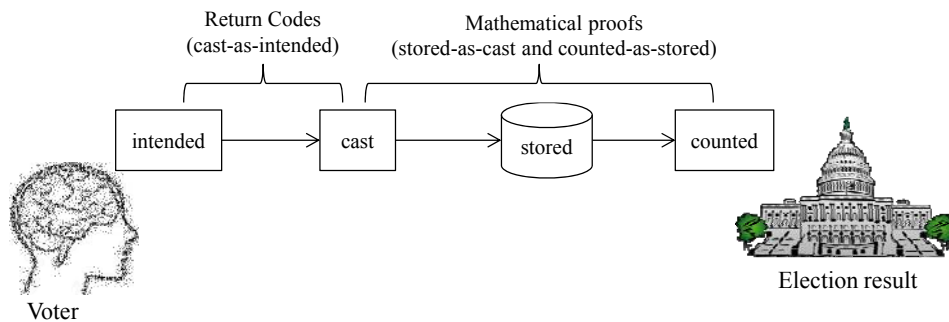 Return Codes
(cast-as-intended)
Mathematical proofs
(stored-as-cast and counted-as-stored)
intended
cast
stored
counted
Voter
Election result